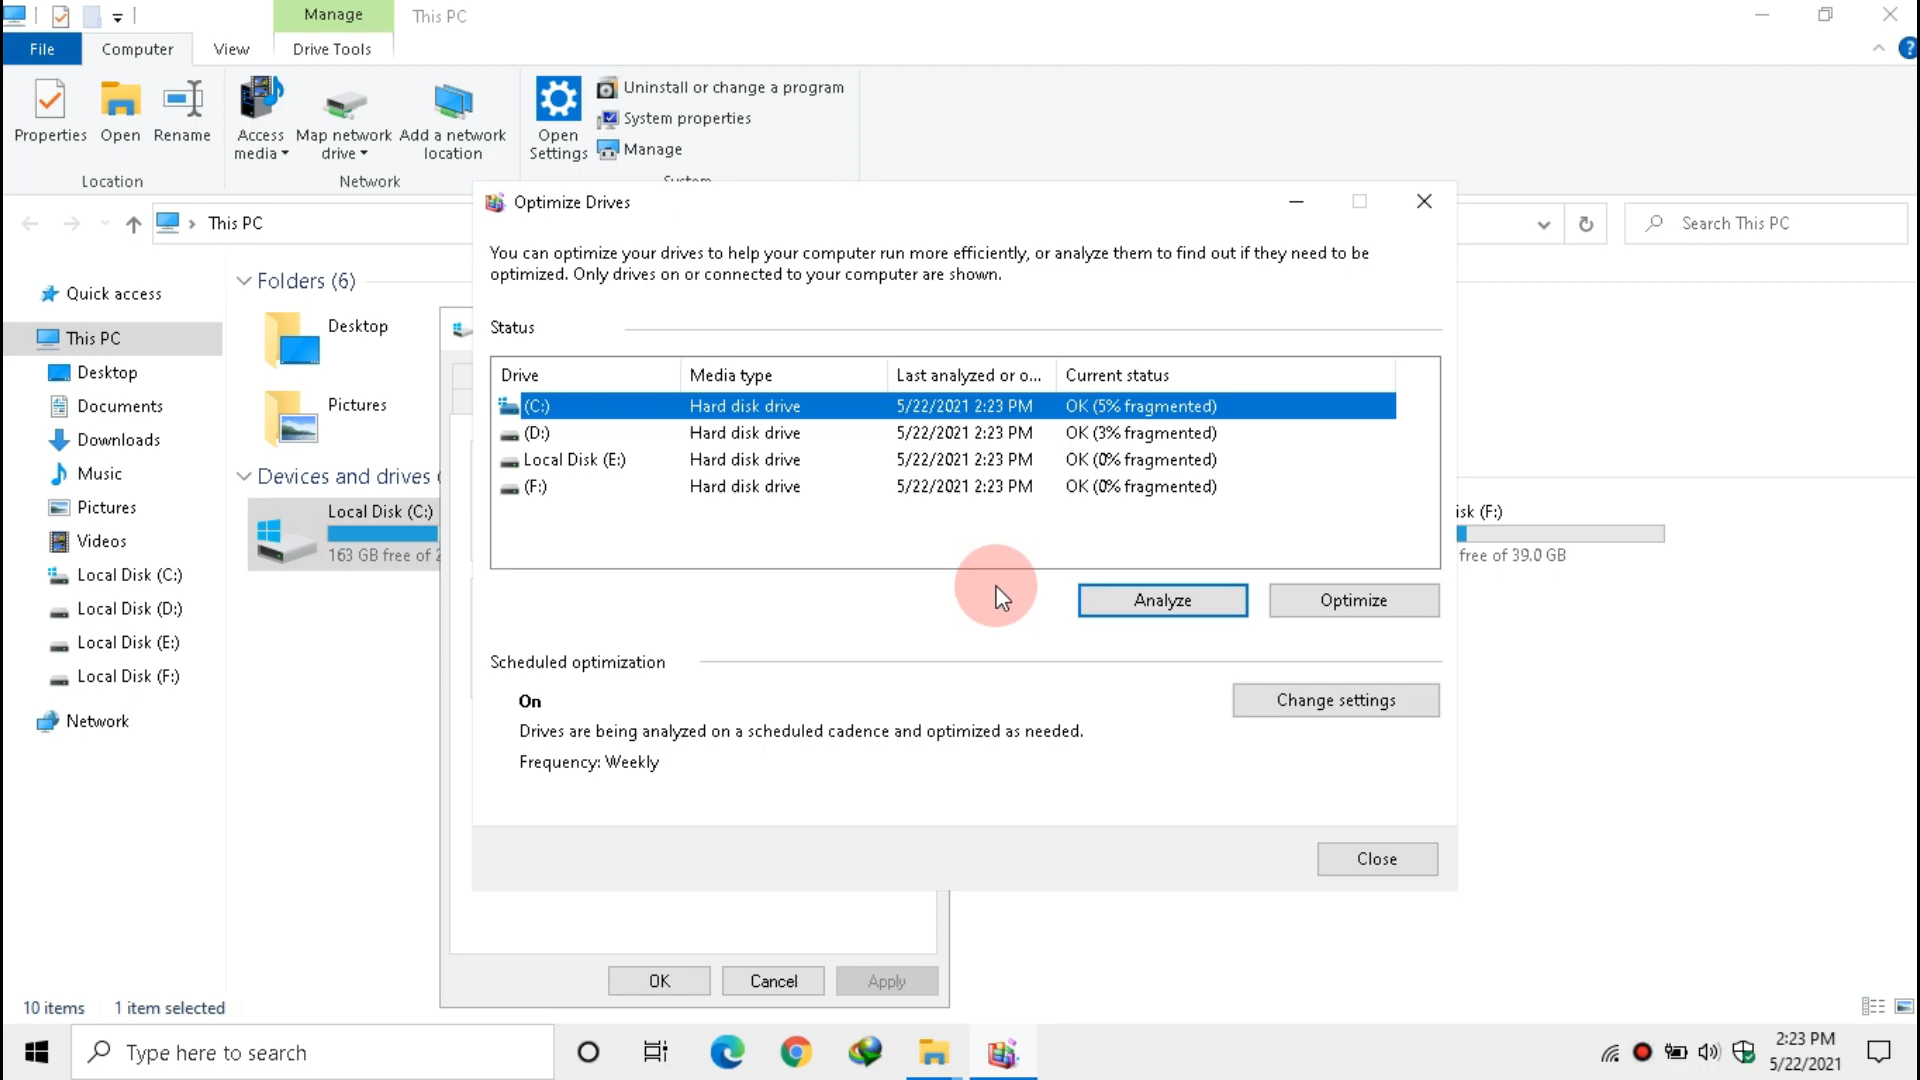 Manage
This PC
File
Computer
View
Drive Tools
Properties
Open
Rename
Access media
Map network drive
Add a network location
Open Settings
Uninstall or change a program
System properties
Manage
Location
Network
System
This PC
Search This PC
Optimize Drives
You can optimize your drives to help your computer run more efficiently, or analyze them to find out if they need to be
optimized. Only drives on or connected to your computer are shown.
Status
Drive Media type Last analyzed or o... Current status
(C:) Hard disk drive 5/22/2021 2:23 PM OK (5% fragmented)
(D:) Hard disk drive 5/22/2021 2:23 PM OK (3% fragmented)
Local Disk (E:) Hard disk drive 5/22/2021 2:23 PM OK (0% fragmented)
(F:) Hard disk drive 5/22/2021 2:23 PM OK (0% fragmented)
Analyze
Optimize
Scheduled optimization
On
Change settings
Drives are being analyzed on a scheduled cadence and optimized as needed.
Frequency: Weekly
Close
Quick access
This PC
Desktop
Documents
Downloads
Music
Pictures
Videos
Local Disk (C:)
Local Disk (D:)
Local Disk (E:)
Local Disk (F:)
Network
Folders (6)
Desktop
Pictures
Devices and drives (
Local Disk (C:)
163 GB free of
isk (F:)
free of 39.0 GB
OK
Cancel
Apply
10 items
1 item selected
Type here to search
2:23 PM
5/22/2021